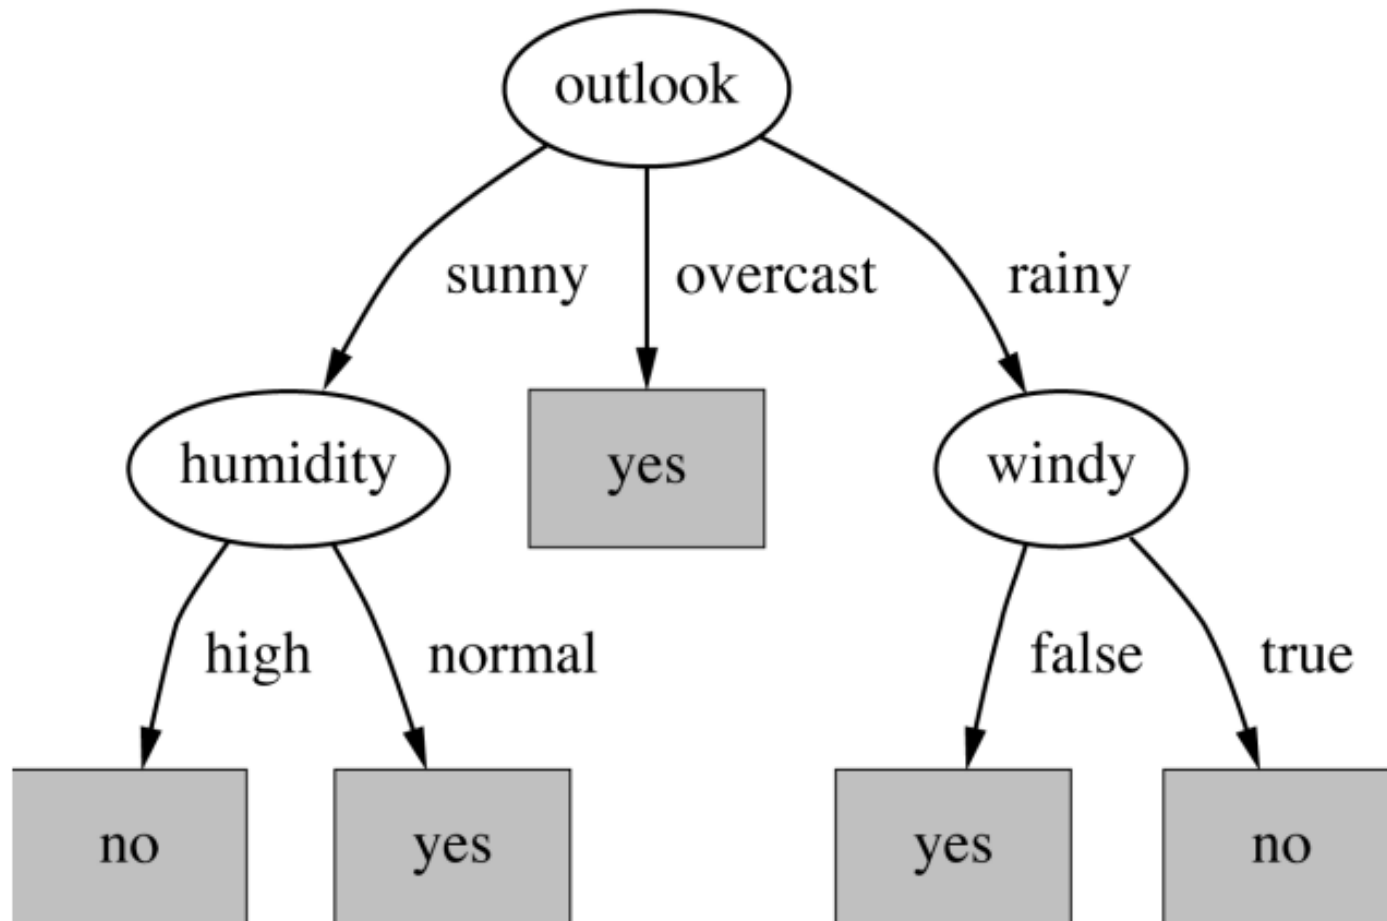 outlook
sunny overcast rainy
humidity yes windy
high normal false true
no yes yes no